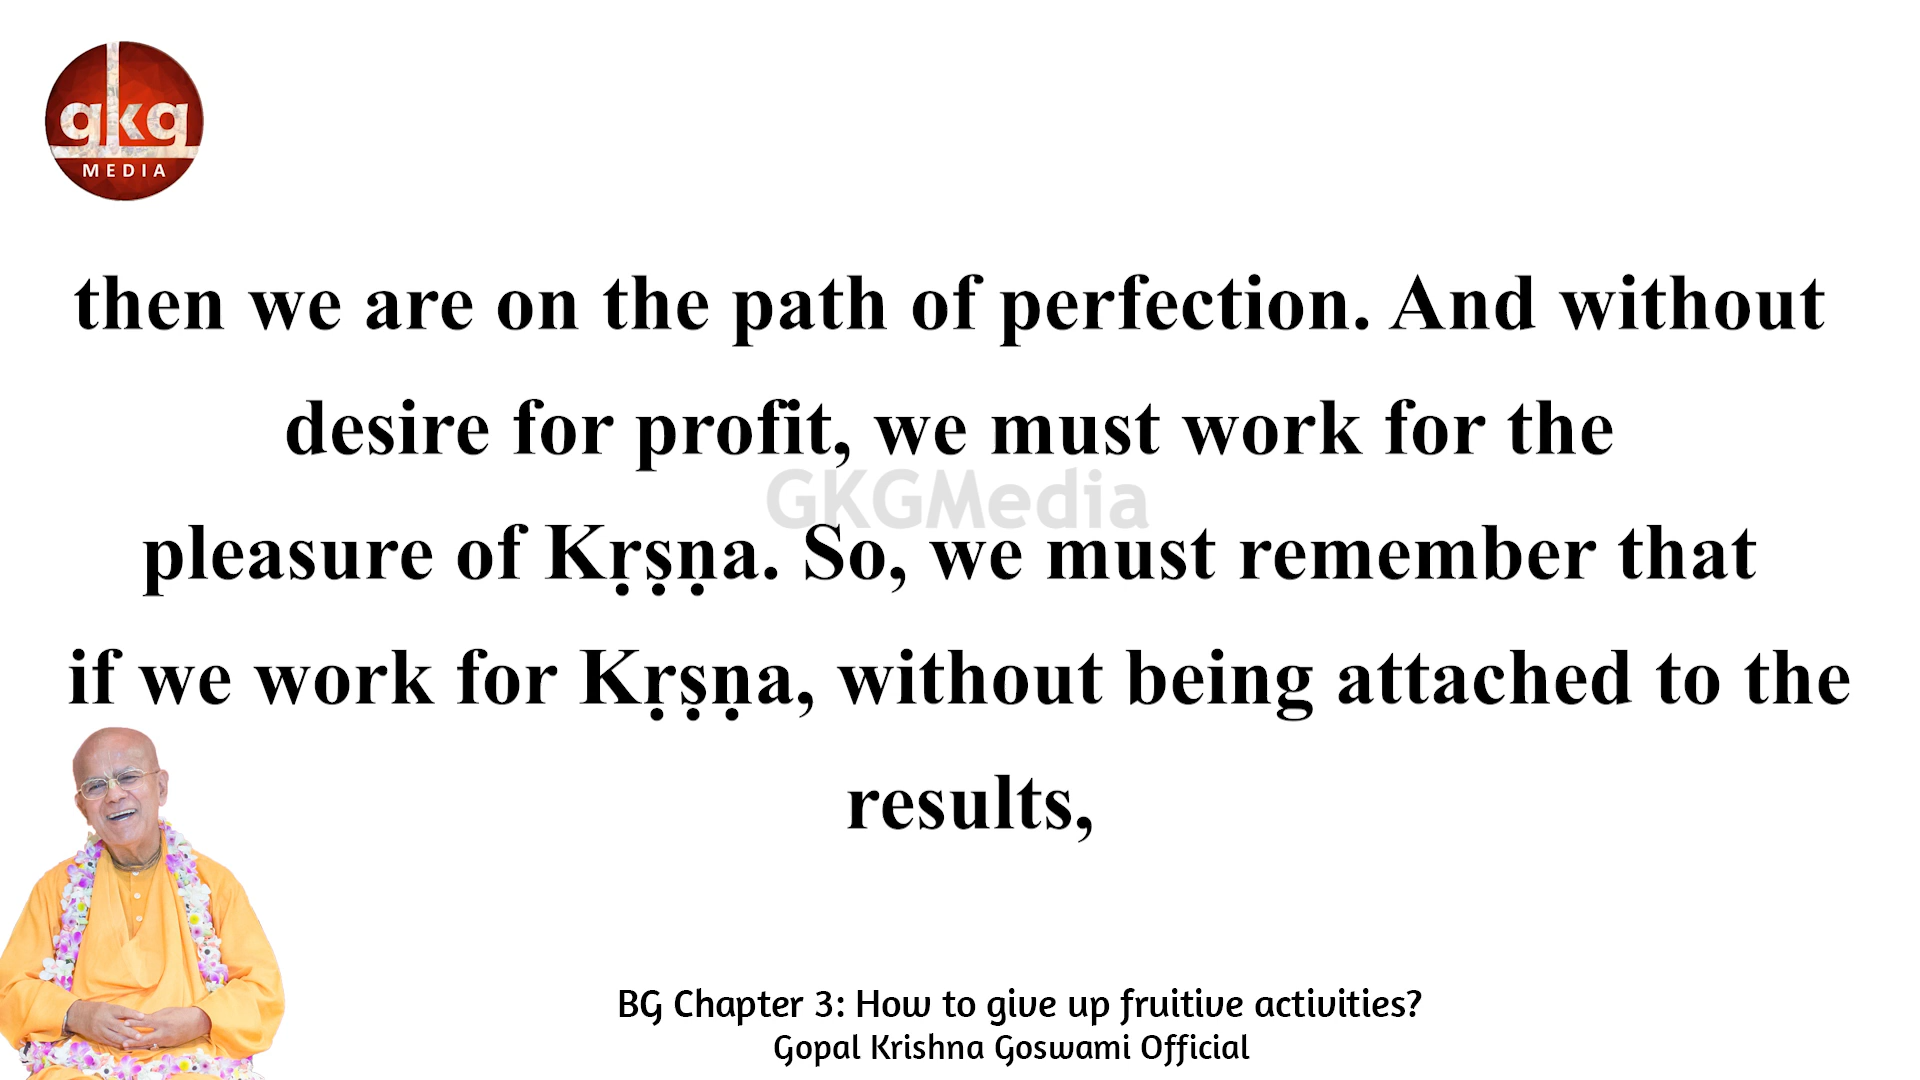 gkg
MEDIA
then we are on the path of perfection. And without
desire for profit, we must work for the
GKGMedia
pleasure of Kṛṣṇa. So, we must remember that
if we work for Kṛṣṇa, without being attached to the
results,
BG Chapter 3: How to give up fruitive activities?
Gopal Krishna Goswami Official